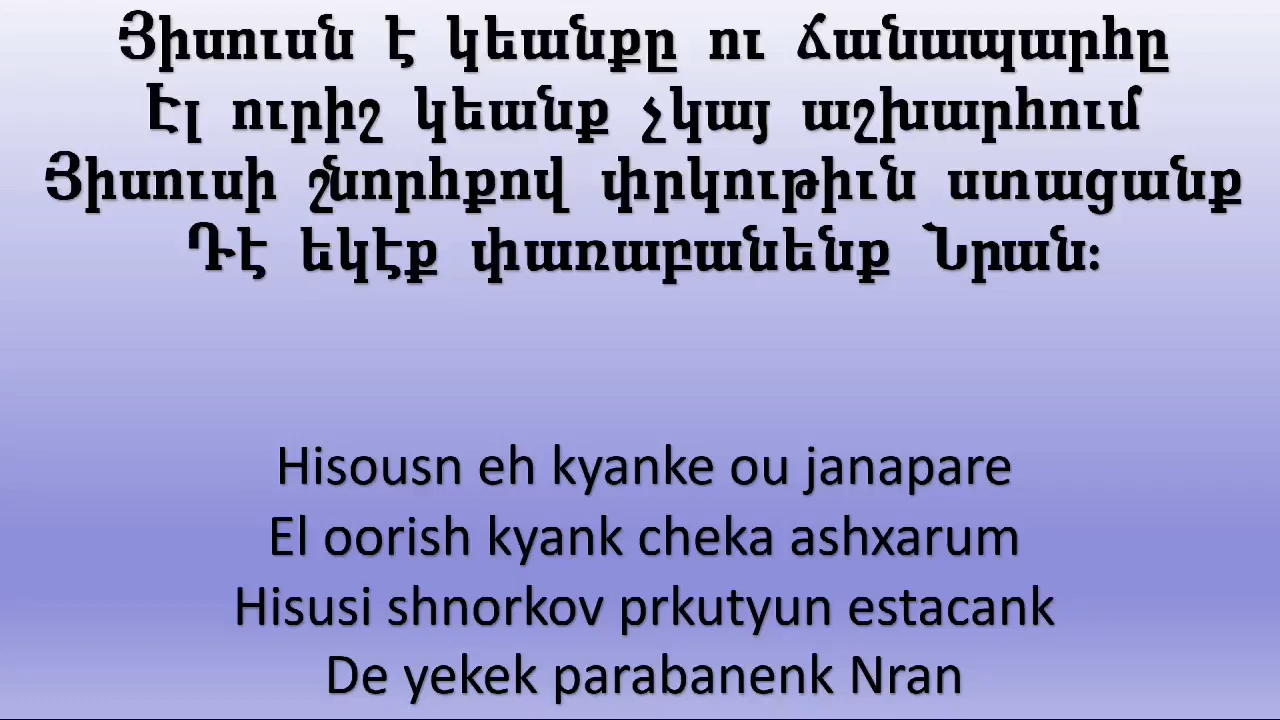 Յիսուսն է կեանքը ու ճանապարհը
Էլ ուրիշ կեանք չկայ աշխարհում
Յիսուսի շնորհքով փրկութիւն ստացանք
Դէ եկէք փառաբանենք Նրան։
Hisousn eh kyanke ou janapare
El oorish kyank cheka ashxarum
Hisusi shnorkov prkutyun estacank
De yekek parabanenk Nran